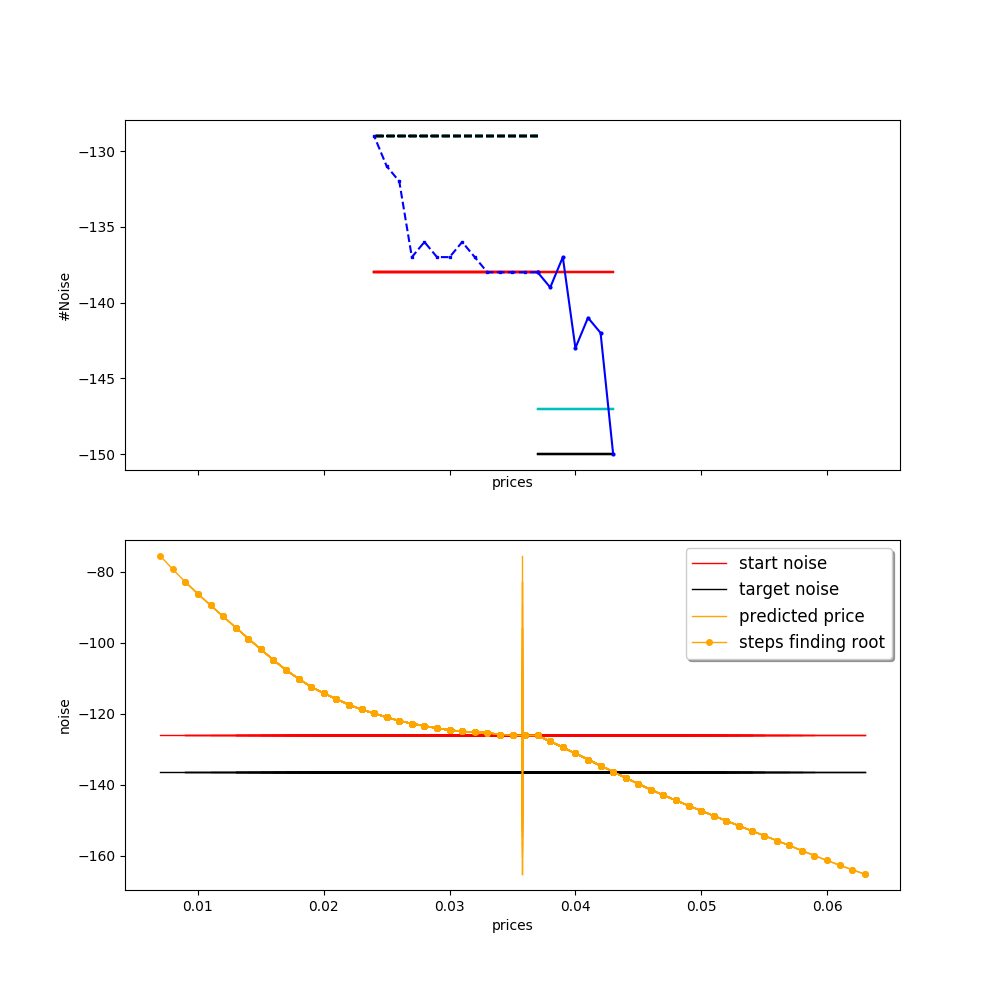 −130
−135
−140
−145
−150
#Noise
prices
−80
−100
−120
−140
−160
noise
start noise
target noise
predicted price
steps finding root
0.01 0.02 0.03 0.04 0.05 0.06
prices